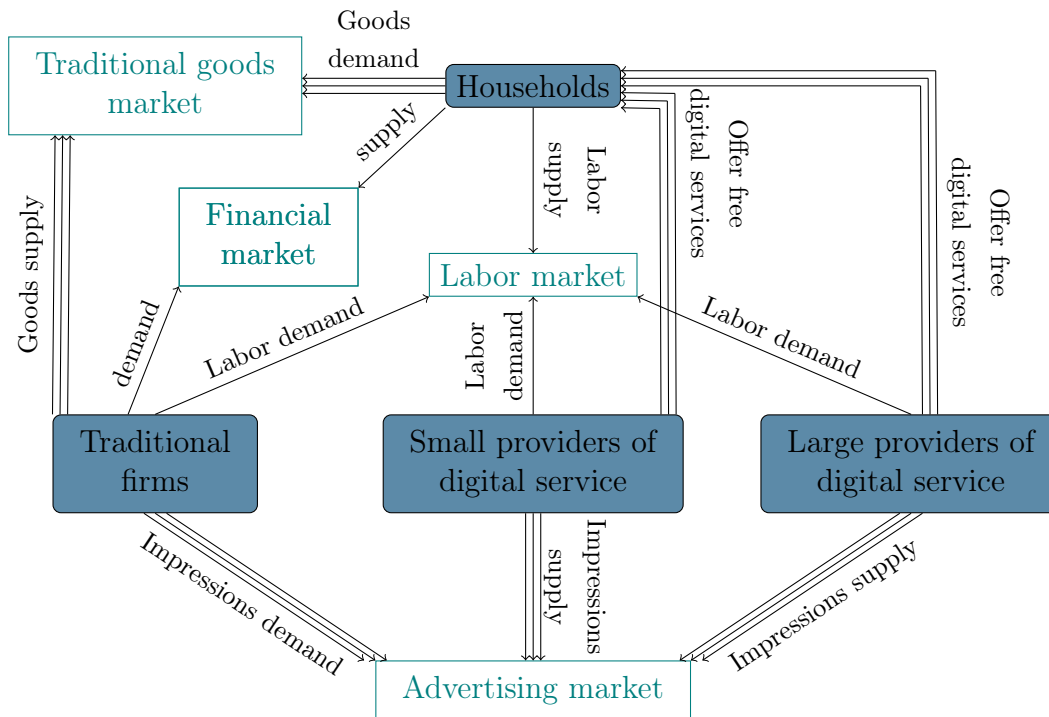 Goods
demand
Traditional goods
market
Households
supply
Labor
supply
Offer free
digital services
Offer free
digital services
Goods supply
Financial
market
Labor market
demand
Labor demand
Labor
demand
Labor demand
Traditional
firms
Small providers of
digital service
Large providers of
digital service
Impressions demand
Impressions
supply
Impressions supply
Advertising market